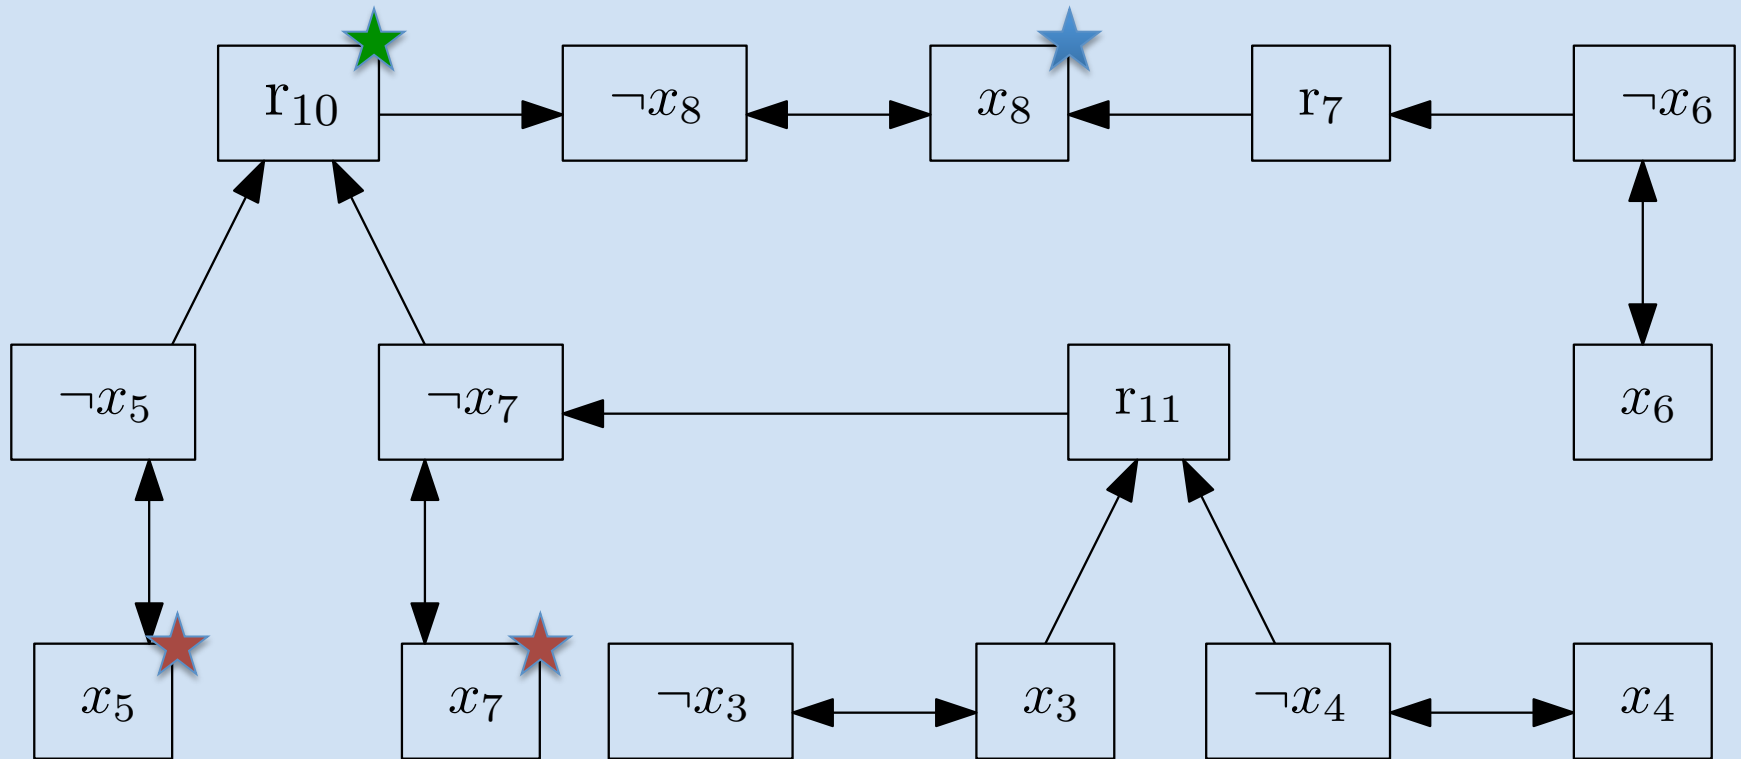 r₁₀ ¬x₈ x₈ r₇ ¬x₆
¬x₅ ¬x₇ r₁₁ x₆
x₅ x₇ ¬x₃ x₃ ¬x₄ x₄